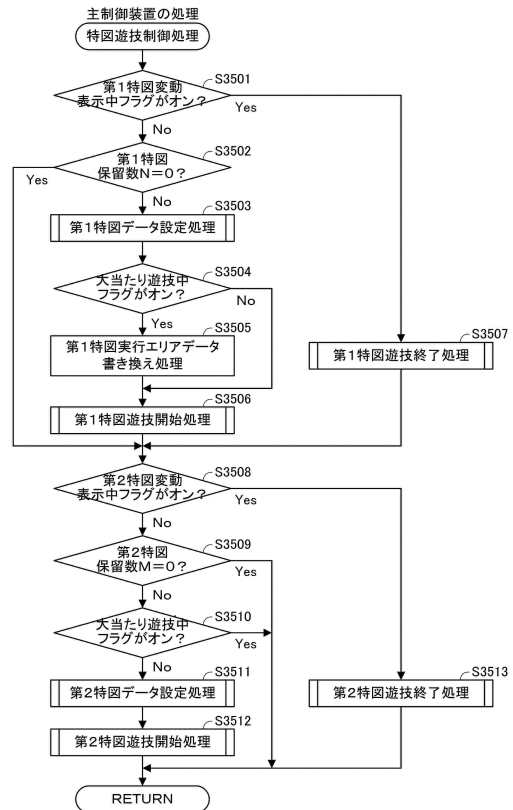 主制御装置の処理
特図遊技制御処理
S3501
第1特図変動
表示中フラグがオン?
Yes
No
S3502
第1特図
保留数N=0?
Yes
No
S3503
第1特図データ設定処理
S3504
大当たり遊技中
フラグがオン?
No
Yes
S3505
第1特図実行エリアデータ
書き換え処理
S3507
第1特図遊技終了処理
S3506
第1特図遊技開始処理
S3508
第2特図変動
表示中フラグがオン?
Yes
No
S3509
第2特図
保留数M=0?
Yes
No
S3510
大当たり遊技中
フラグがオン?
Yes
No
S3511
第2特図データ設定処理
S3513
第2特図遊技終了処理
S3512
第2特図遊技開始処理
RETURN